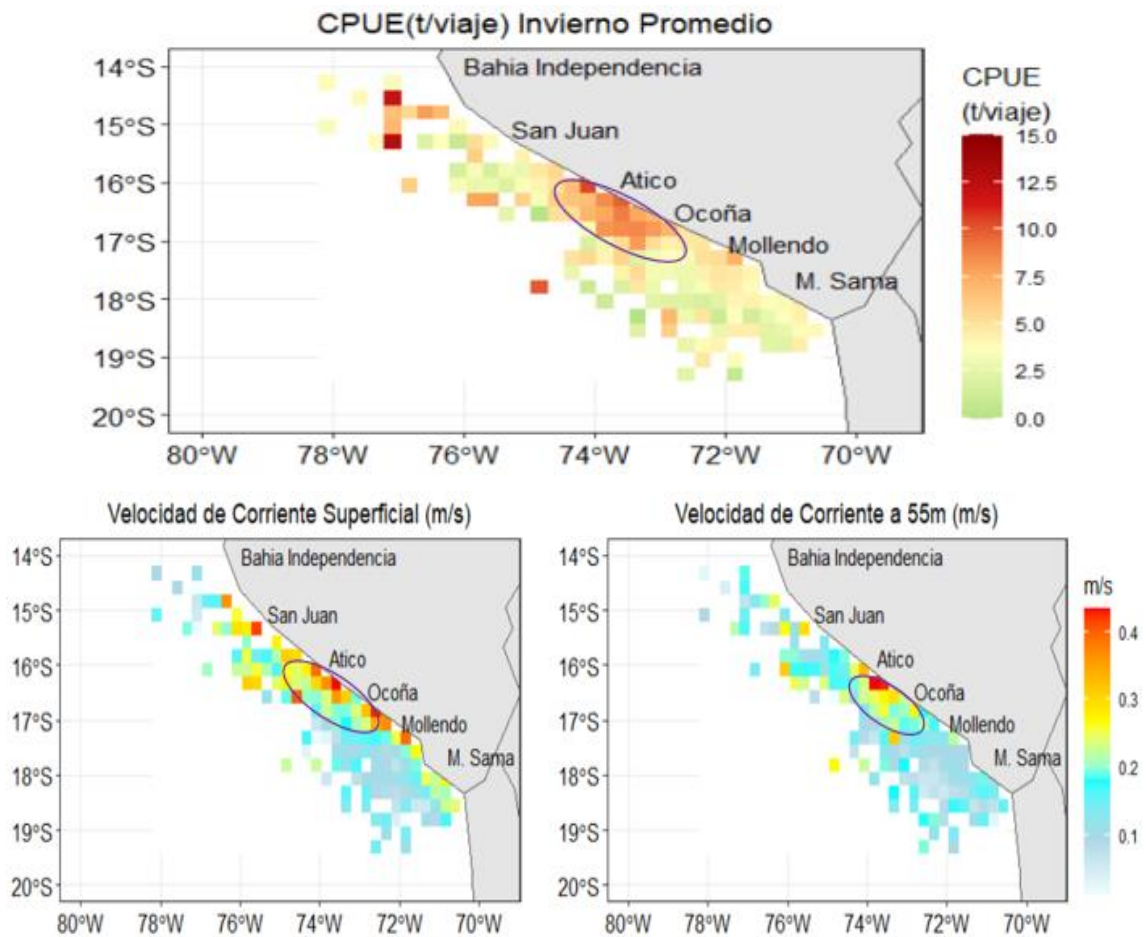 CPUE(t/viaje) Invierno Promedio
14°S
15°S
16°S
17°S
18°S
19°S
20°S
Bahia Independencia
San Juan
Atico
Ocoña
Mollendo
M. Sama
80°W 78°W 76°W 74°W 72°W 70°W
CPUE
(t/viaje)
15.0
12.5
10.0
7.5
5.0
2.5
0.0
Velocidad de Corriente Superficial (m/s)
14°S
15°S
16°S
17°S
18°S
19°S
20°S
Bahia Independencia
San Juan
Atico
Ocoña
Mollendo
M. Sama
80°W 78°W 76°W 74°W 72°W 70°W
Velocidad de Corriente a 55m (m/s)
14°S
15°S
16°S
17°S
18°S
19°S
20°S
Bahia Independencia
San Juan
Atico
Ocoña
Mollendo
M. Sama
80°W 78°W 76°W 74°W 72°W 70°W
m/s
0.4
0.3
0.2
0.1